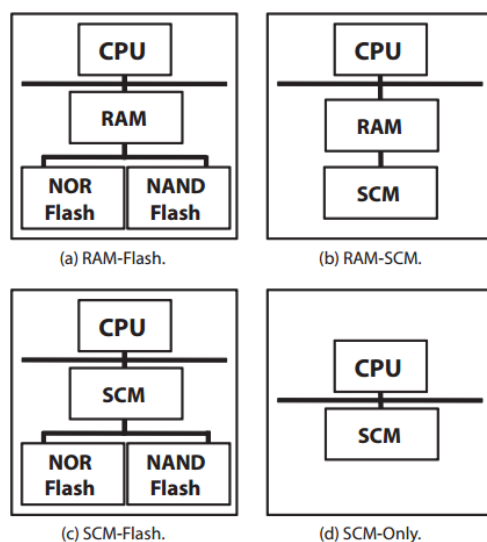 CPU
RAM
NOR
Flash
NAND
Flash
(a) RAM-Flash.
CPU
RAM
SCM
(b) RAM-SCM.
CPU
SCM
NOR
Flash
NAND
Flash
(c) SCM-Flash.
CPU
SCM
(d) SCM-Only.